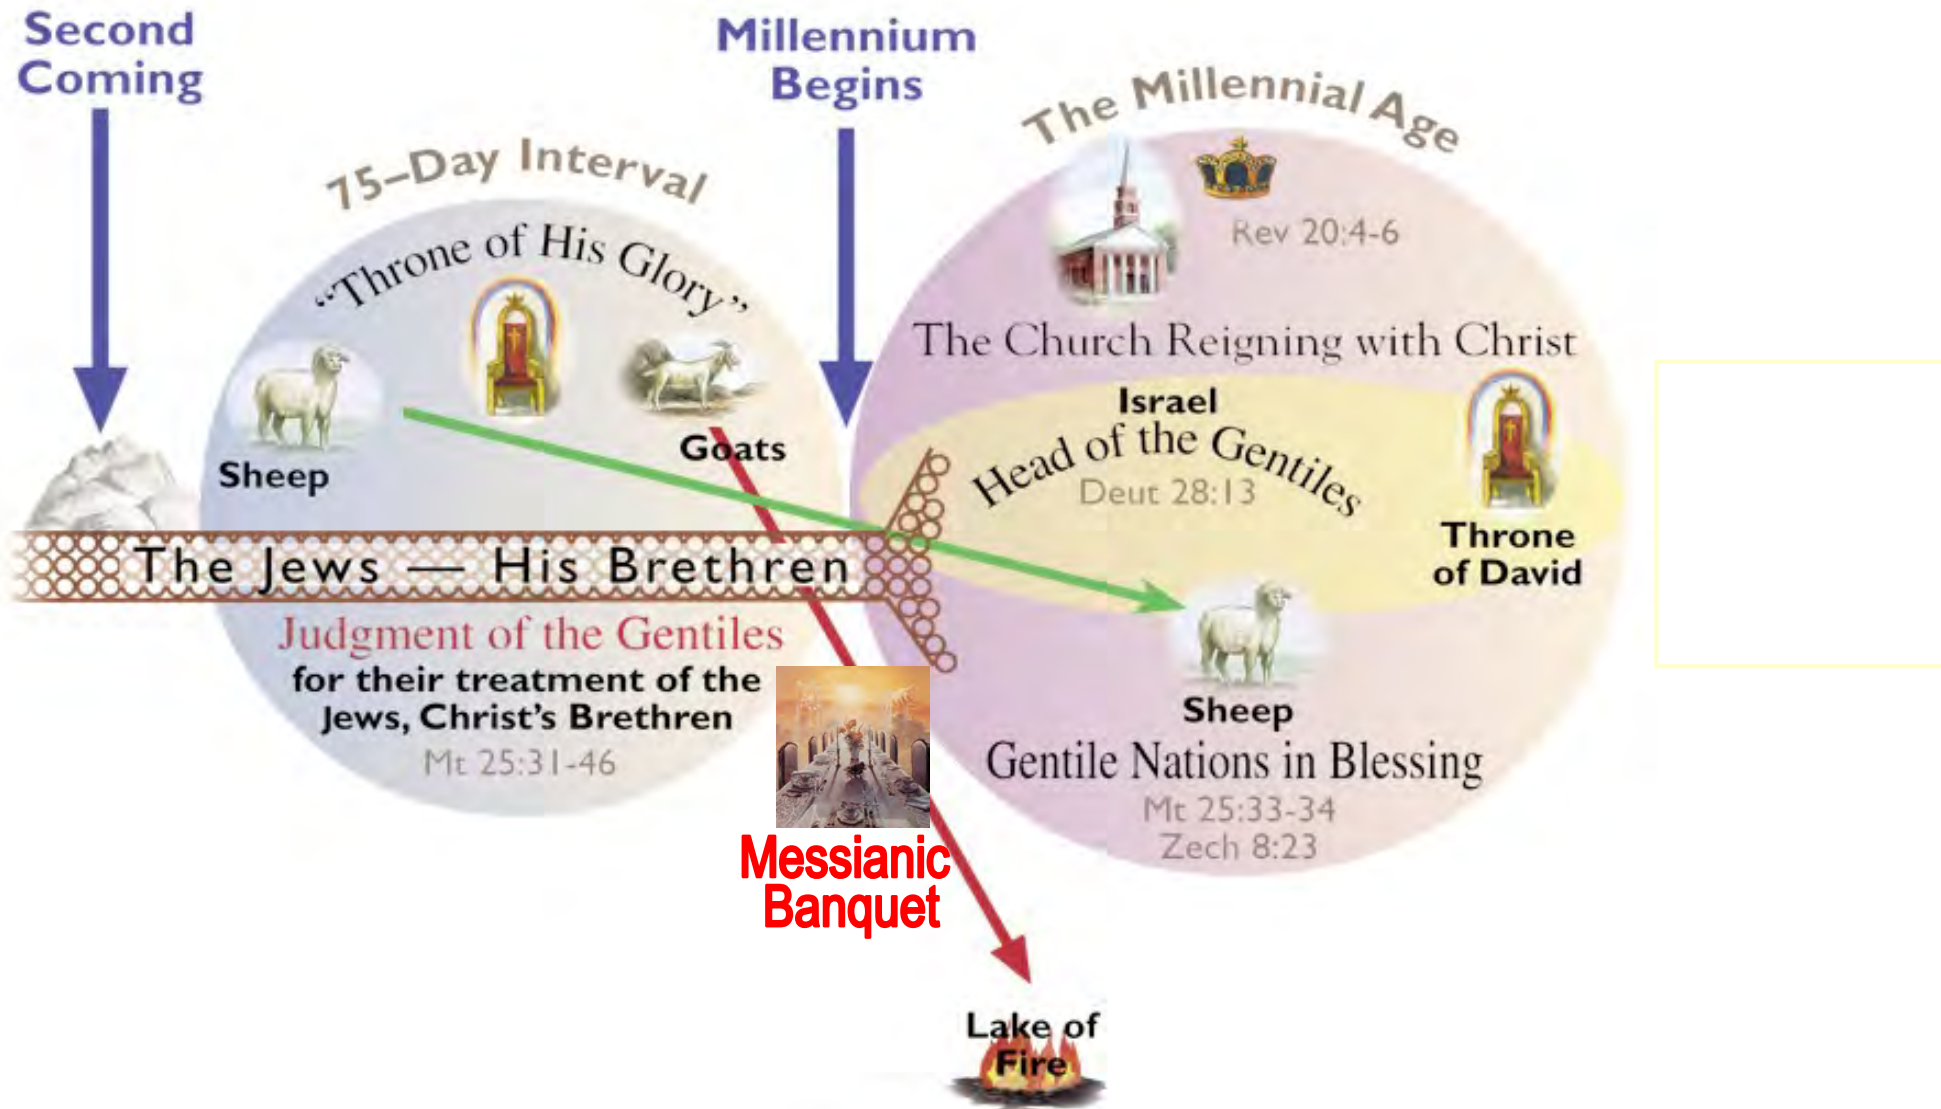 Second
Coming
Millennium
Begins
75–Day Interval
The Millennial Age
"Throne of His Glory"
Rev 20:4-6
The Church Reigning with Christ
Sheep
Goats
Israel
Head of the Gentiles
Deut 28:13
Throne
of David
The Jews — His Brethren
Judgment of the Gentiles
for their treatment of the
Jews, Christ's Brethren
Mt 25:31-46
Sheep
Gentile Nations in Blessing
Mt 25:33-34
Zech 8:23
Messianic
Banquet
Lake of
Fire